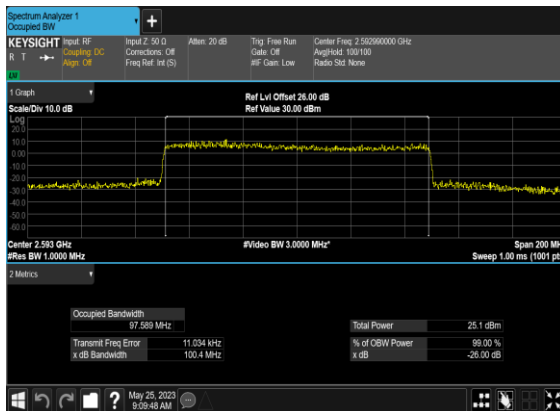 Spectrum Analyzer 1
Occupied BW
KEYSIGHT
R T
Input: RF
Coupling: DC
Align: Off
Input Z: 50 Ω
Corrections: Off
Freq Ref: Int (S)
Atten: 20 dB
Trig: Free Run
Gate: Off
#IF Gain: Low
Center Freq: 2.592990000 GHz
Avg|Hold: 100/100
Radio Std: None
1 Graph
Scale/Div 10.0 dB
Ref Lvl Offset 26.00 dB
Ref Value 30.00 dBm
Log
20.0
10.0
0.00
-10.0
-20.0
-30.0
-40.0
-50.0
-60.0
Center 2.593 GHz
#Res BW 1.0000 MHz
#Video BW 3.0000 MHz*
Span 200 MH
Sweep 1.00 ms (1001 pts
2 Metrics
Occupied Bandwidth
97.589 MHz
Transmit Freq Error 11.034 kHz
x dB Bandwidth 100.4 MHz
Total Power 25.1 dBm
% of OBW Power 99.00 %
x dB -26.00 dB
May 25, 2023
9:09:48 AM